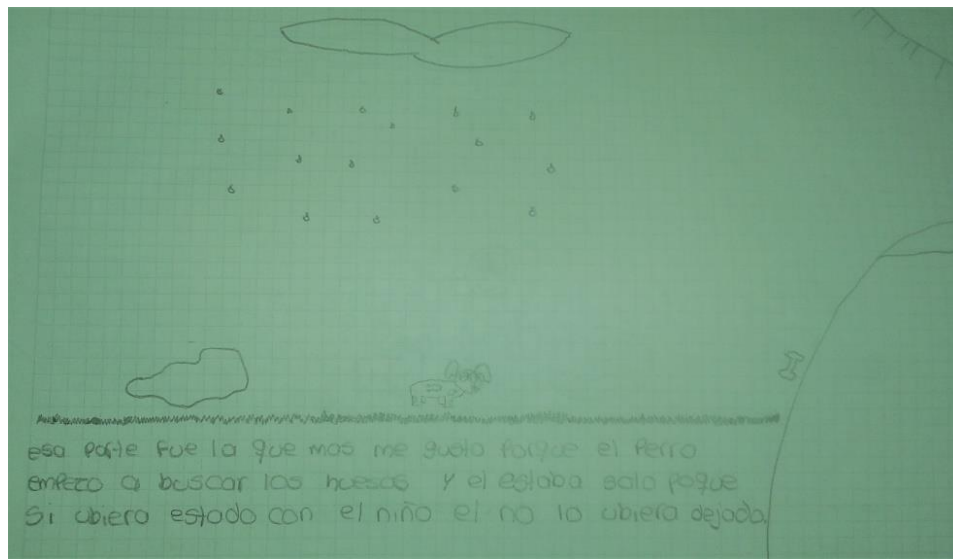 esa parte fue la que mas me gusto Porque el Perro
empezo a buscar los huesos y el estaba solo poque
Si ubiera estado con el niño el no lo ubiera dejado.